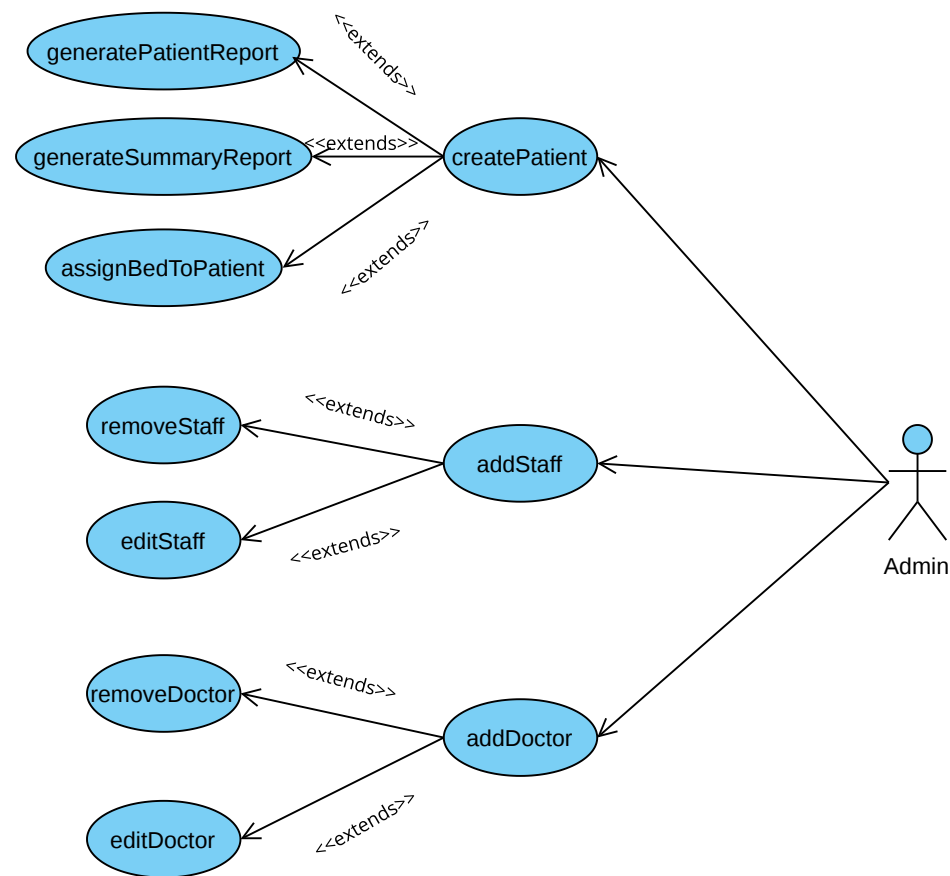 <<extends>>
generatePatientReport
<<extends>>
generateSummaryReport
createPatient
<<extends>>
assignBedToPatient
<<extends>>
removeStaff
addStaff
editStaff
<<extends>>
Admin
<<extends>>
removeDoctor
addDoctor
<<extends>>
editDoctor